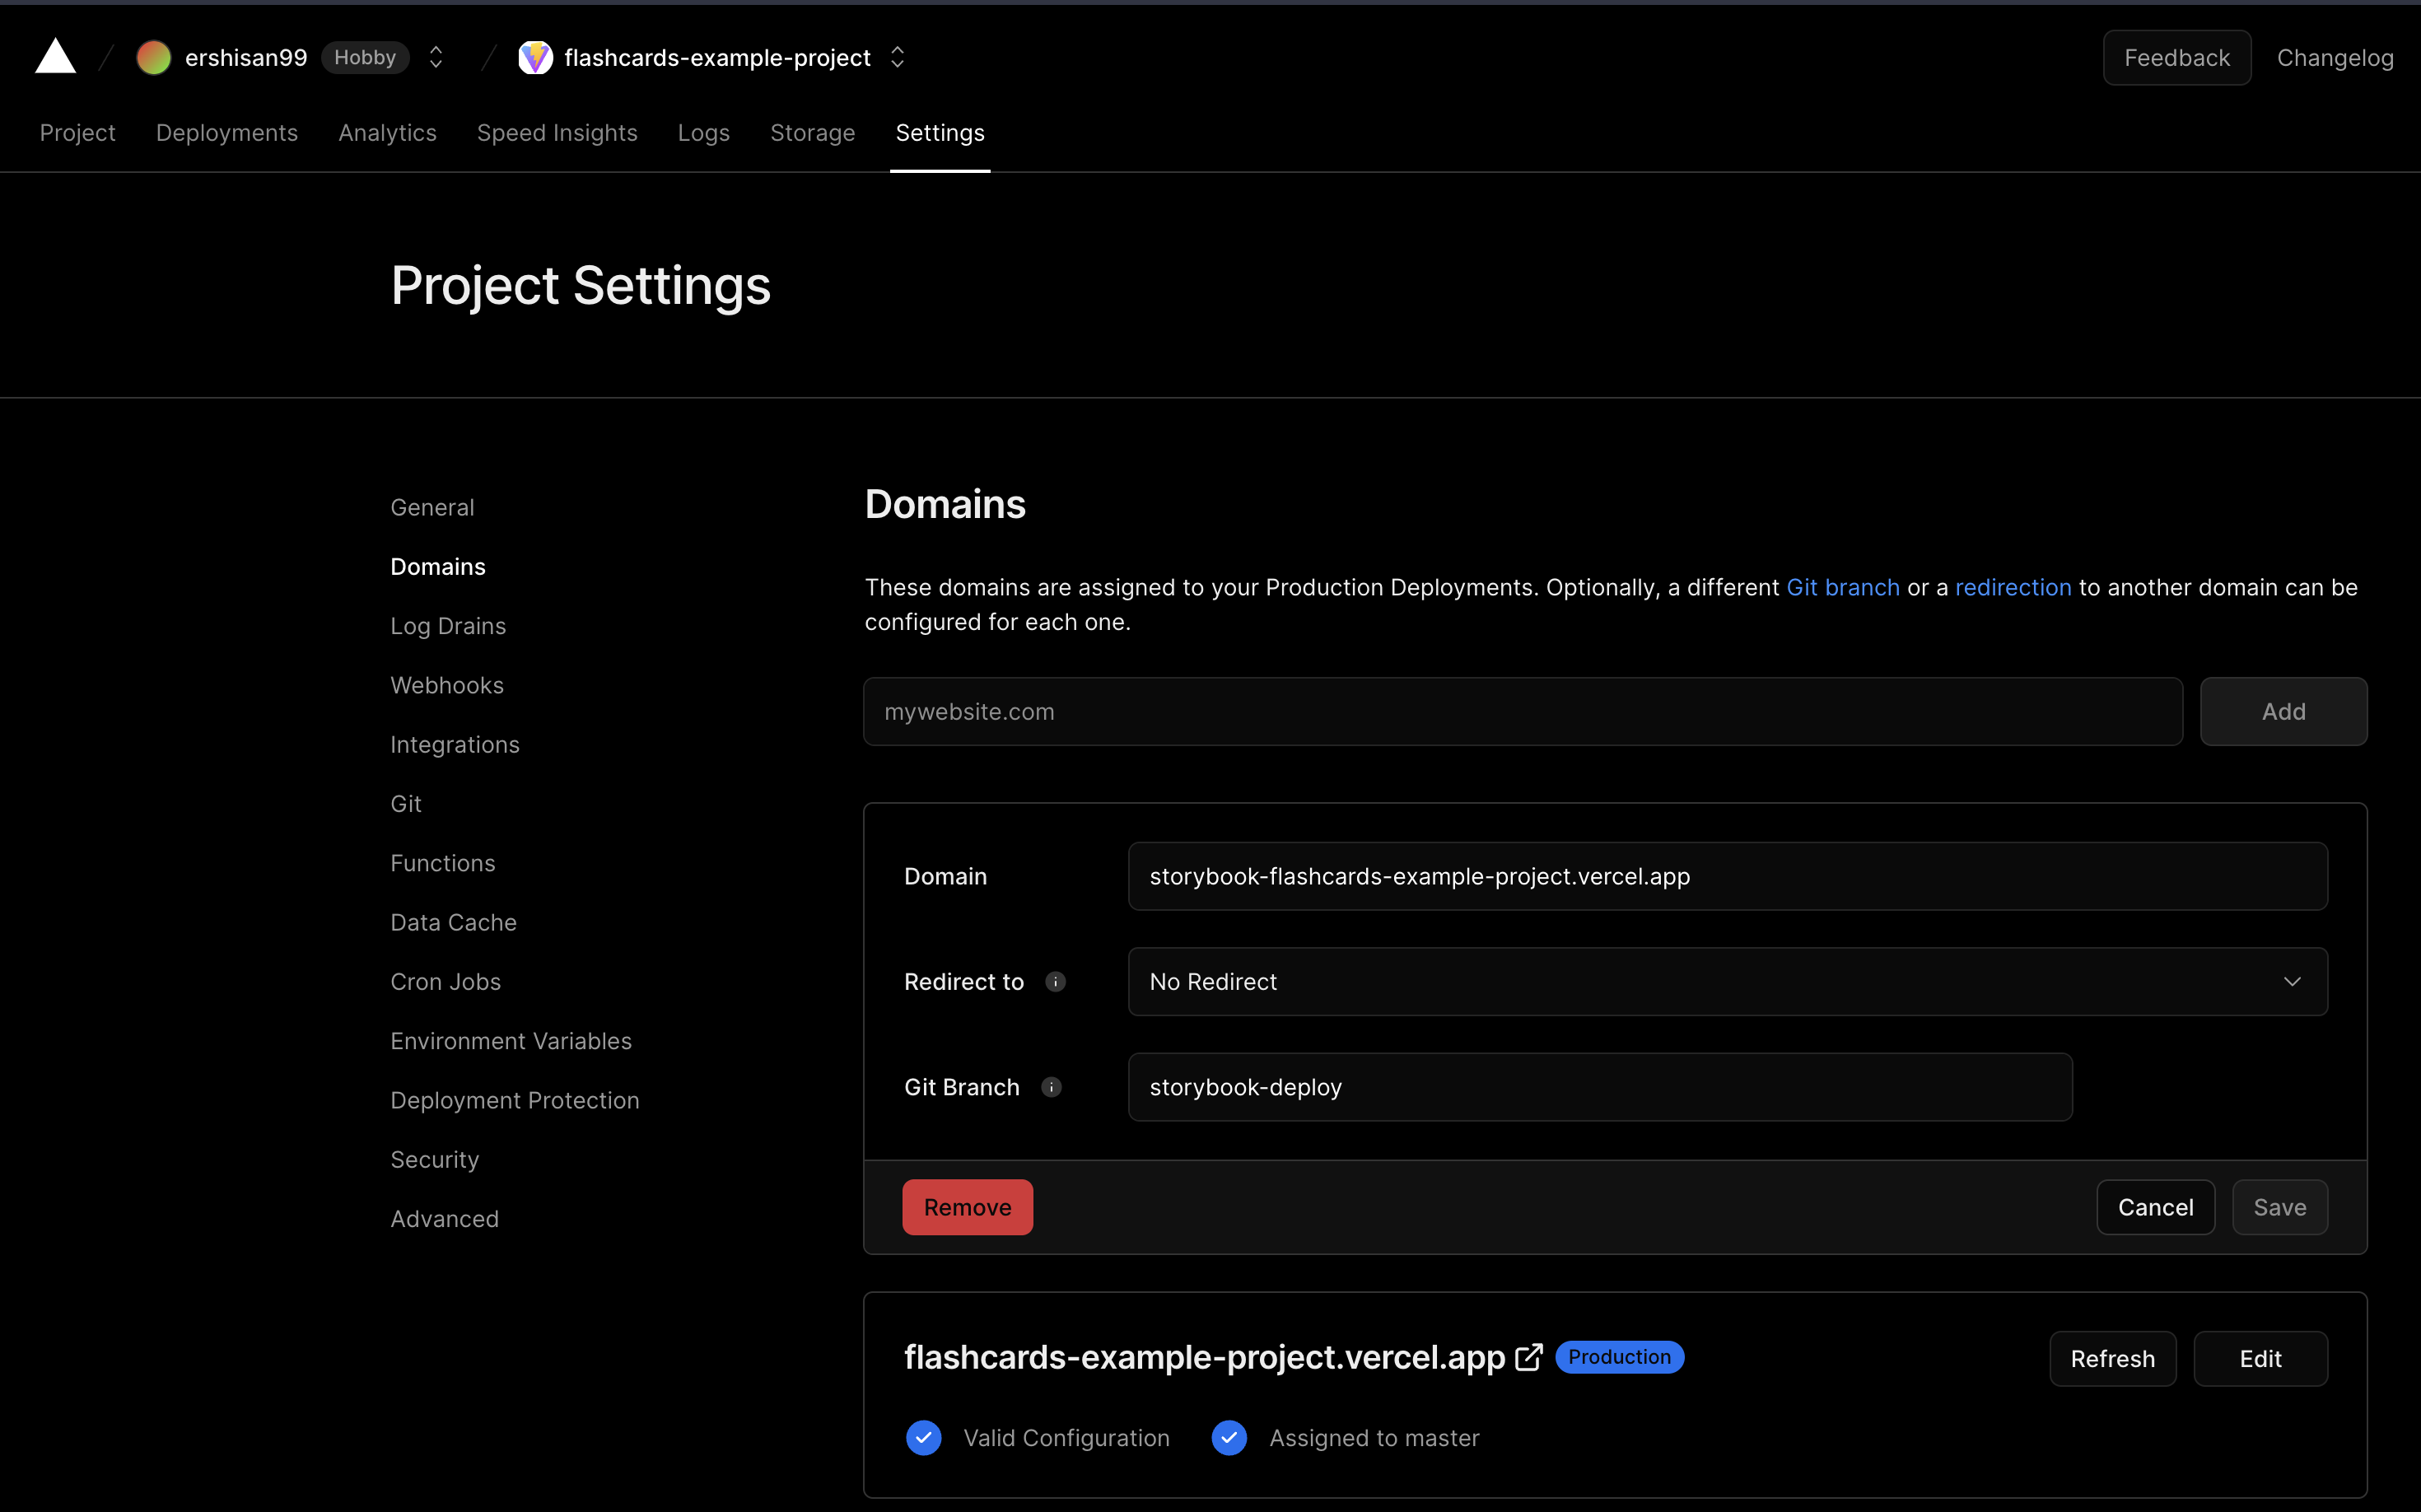 ershisan99 Hobby flashcards-example-project Feedback Changelog
Project Deployments Analytics Speed Insights Logs Storage Settings
Project Settings
General
Domains
Log Drains
Webhooks
Integrations
Git
Functions
Data Cache
Cron Jobs
Environment Variables
Deployment Protection
Security
Advanced
Domains
These domains are assigned to your Production Deployments. Optionally, a different Git branch or a redirection to another domain can be
configured for each one.
mywebsite.com Add
Domain storybook-flashcards-example-project.vercel.app
Redirect to No Redirect
Git Branch storybook-deploy
Remove Cancel Save
flashcards-example-project.vercel.app Production Refresh Edit
Valid Configuration Assigned to master